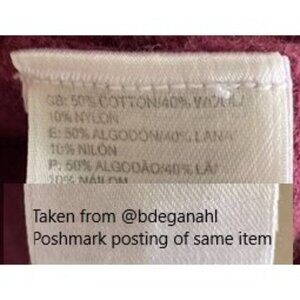 GB: 50% COTTON/40% WOOL/
10% NYLON
E: 50% ALGODON/40% LANA/
10% NILON
P: 50% ALGODÃO/40% LÃ/
10% NAILON
Taken from @bdeganahl
Poshmark posting of same item